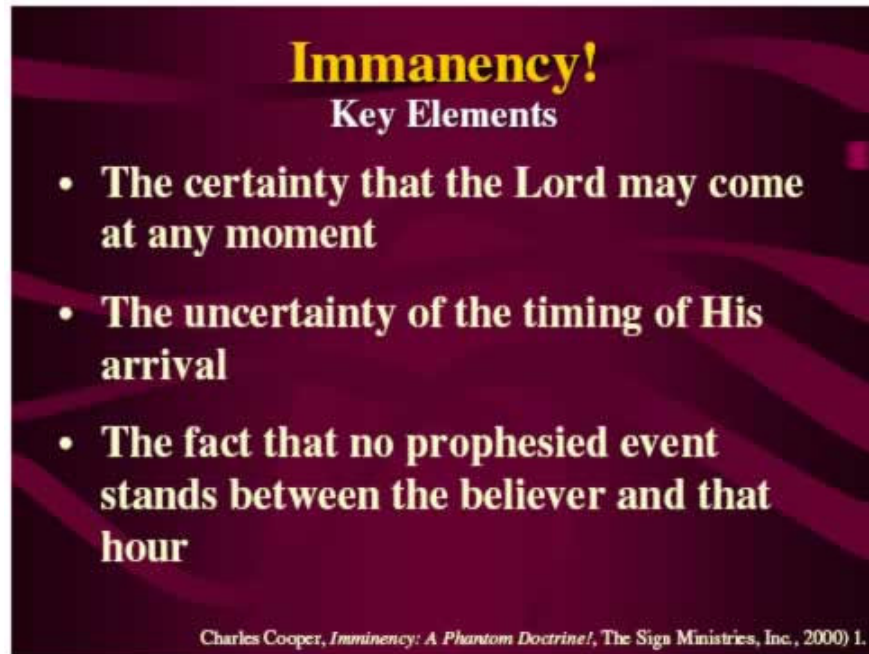 Immanency!
Key Elements
• The certainty that the Lord may come
at any moment
• The uncertainty of the timing of His
arrival
• The fact that no prophesied event
stands between the believer and that
hour
Charles Cooper, Imminency: A Phantom Doctrine!, The Sign Ministries, Inc., 2000) 1.